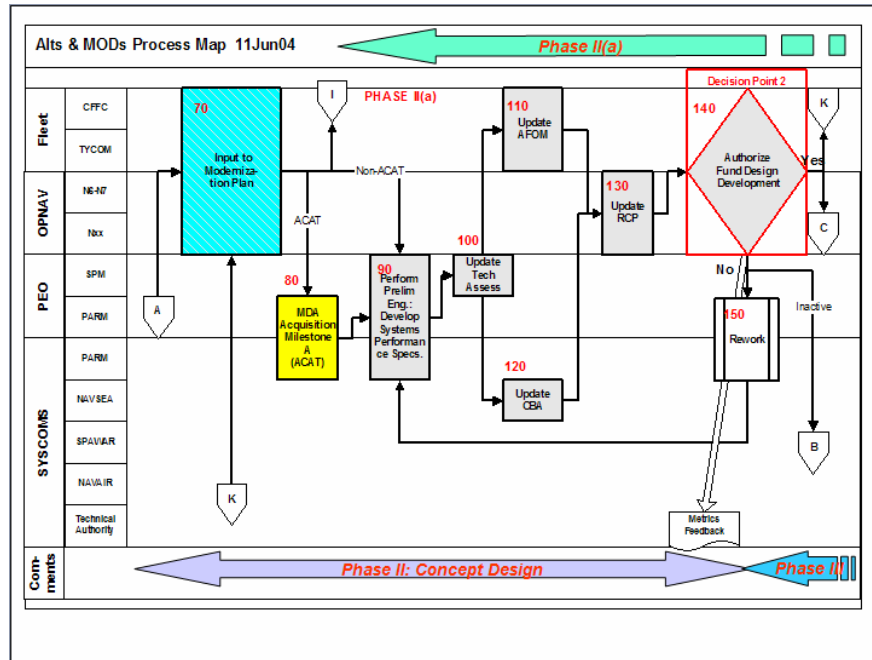 Alts & MODs Process Map 11Jun04
Phase II(a)
Decision Point 2
Fleet
CFFC
TYCOM
OPNAV
N6-N7
Nxx
PEO
SPM
PARM
SYSCOMS
PARM
NAVSEA
SPAWAR
NAVAIR
Technical
Authority
Com-
ments
70
Input to
Moderniza-
tion Plan
I
PHASE II(a)
Non-ACAT
ACAT
A
K
80
MDA
Acquisition
Milestone
A
(ACAT)
90
Perform
Prelim
Eng.:
Develop
Systems
Performan
ce Specs.
100
Update
Tech
Assess
110
Update
AFOM
120
Update
CBA
130
Update
RCP
140
Authorize
Fund Design
Development
Yes
K
C
No
Inactive
150
Rework
B
Metrics
Feedback
Phase II: Concept Design
Phase III